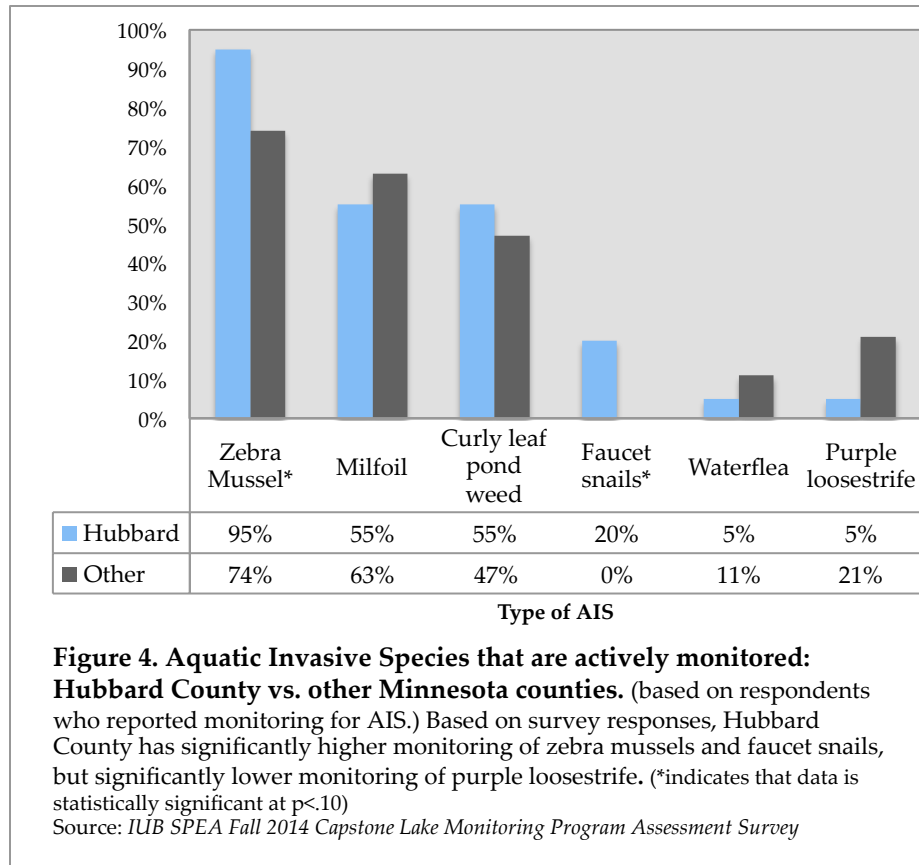 100%
90%
80%
70%
60%
50%
40%
30%
20%
10%
0%
Zebra Mussel*
Milfoil
Curly leaf pond weed
Faucet snails*
Waterflea
Purple loosestrife
Hubbard 95% 55% 55% 20% 5% 5%
Other 74% 63% 47% 0% 11% 21%
Type of AIS
Figure 4. Aquatic Invasive Species that are actively monitored:
Hubbard County vs. other Minnesota counties. (based on respondents
who reported monitoring for AIS.) Based on survey responses, Hubbard
County has significantly higher monitoring of zebra mussels and faucet snails,
but significantly lower monitoring of purple loosestrife. (*indicates that data is
statistically significant at p<.10)
Source: IUB SPEA Fall 2014 Capstone Lake Monitoring Program Assessment Survey